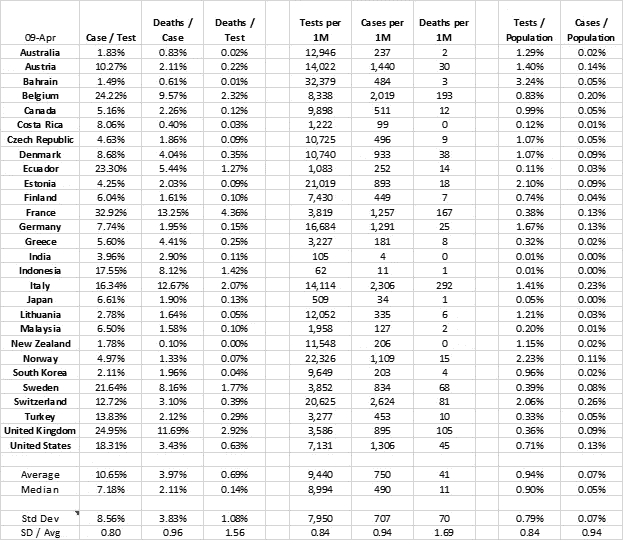 Deaths / Deaths / Tests per Cases per Deaths per Tests / Cases /
09-Apr Case / Test Case Test 1M 1M 1M Population Population
Australia 1.83% 0.83% 0.02% 12,946 237 2 1.29% 0.02%
Austria 10.27% 2.11% 0.22% 14,022 1,440 30 1.40% 0.14%
Bahrain 1.49% 0.61% 0.01% 32,379 484 3 3.24% 0.05%
Belgium 24.22% 9.57% 2.32% 8,338 2,019 193 0.83% 0.20%
Canada 5.16% 2.26% 0.12% 9,898 511 12 0.99% 0.05%
Costa Rica 8.06% 0.40% 0.03% 1,222 99 0 0.12% 0.01%
Czech Republic 4.63% 1.86% 0.09% 10,725 496 9 1.07% 0.05%
Denmark 8.68% 4.04% 0.35% 10,740 933 38 1.07% 0.09%
Ecuador 23.30% 5.44% 1.27% 1,083 252 14 0.11% 0.03%
Estonia 4.25% 2.03% 0.09% 21,019 893 18 2.10% 0.09%
Finland 6.04% 1.61% 0.10% 7,430 449 7 0.74% 0.04%
France 32.92% 13.25% 4.36% 3,819 1,257 167 0.38% 0.13%
Germany 7.74% 1.95% 0.15% 16,684 1,291 25 1.67% 0.13%
Greece 5.60% 4.41% 0.25% 3,227 181 8 0.32% 0.02%
India 3.96% 2.90% 0.11% 105 4 0 0.01% 0.00%
Indonesia 17.55% 8.12% 1.42% 62 11 1 0.01% 0.00%
Italy 16.34% 12.67% 2.07% 14,114 2,306 292 1.41% 0.23%
Japan 6.61% 1.90% 0.13% 509 34 1 0.05% 0.00%
Lithuania 2.78% 1.64% 0.05% 12,052 335 6 1.21% 0.03%
Malaysia 6.50% 1.58% 0.10% 1,958 127 2 0.20% 0.01%
New Zealand 1.78% 0.10% 0.00% 11,548 206 0 1.15% 0.02%
Norway 4.97% 1.33% 0.07% 22,326 1,109 15 2.23% 0.11%
South Korea 2.11% 1.96% 0.04% 9,649 203 4 0.96% 0.02%
Sweden 21.64% 8.16% 1.77% 3,852 834 68 0.39% 0.08%
Switzerland 12.72% 3.10% 0.39% 20,625 2,624 81 2.06% 0.26%
Turkey 13.83% 2.12% 0.29% 3,277 453 10 0.33% 0.05%
United Kingdom 24.95% 11.69% 2.92% 3,586 895 105 0.36% 0.09%
United States 18.31% 3.43% 0.63% 7,131 1,306 45 0.71% 0.13%
Average 10.65% 3.97% 0.69% 9,440 750 41 0.94% 0.07%
Median 7.18% 2.11% 0.14% 8,994 490 11 0.90% 0.05%
Std Dev 8.56% 3.83% 1.08% 7,950 707 70 0.79% 0.07%
SD / Avg 0.80 0.96 1.56 0.84 0.94 1.69 0.84 0.94